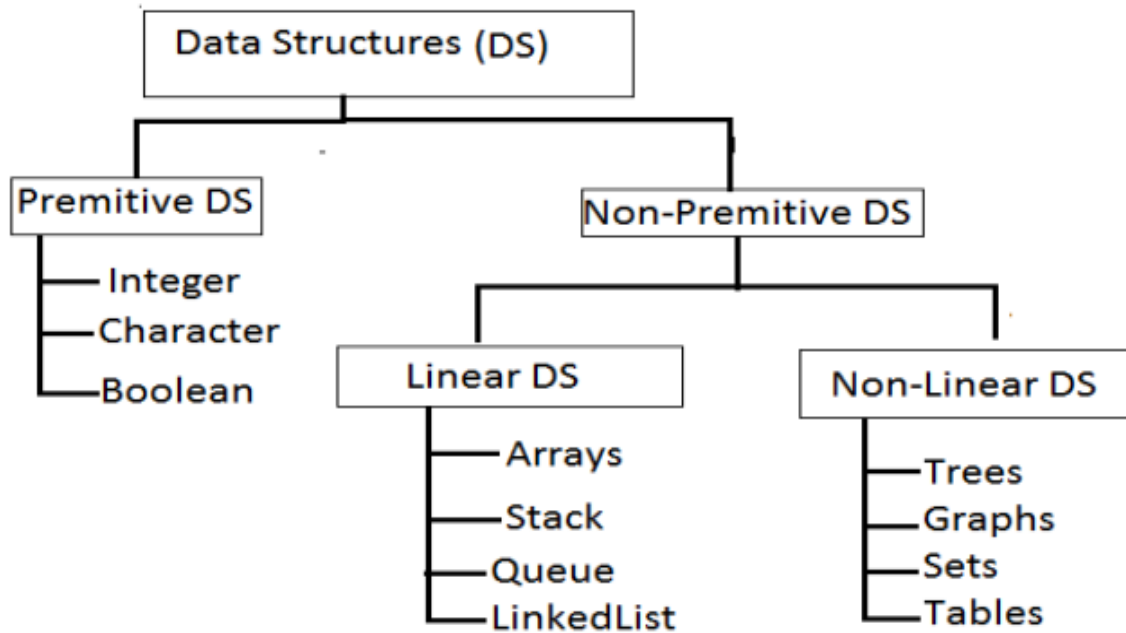 Data Structures (DS)
Premitive DS
Integer
Character
Boolean
Non-Premitive DS
Linear DS
Arrays
Stack
Queue
LinkedList
Non-Linear DS
Trees
Graphs
Sets
Tables